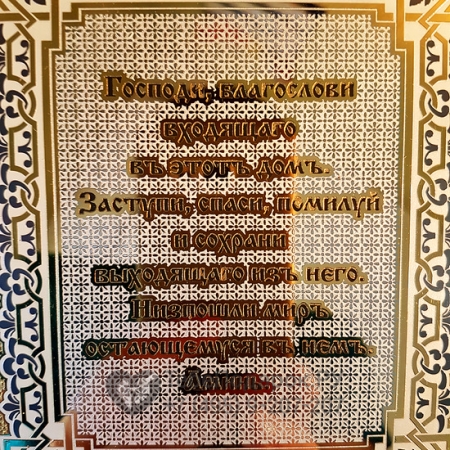 Господи, благослови
входящаго
въ этотъ домъ.
Заступи, спаси, помилуй
и сохрани
выходящаго изъ него.
Низпошли миръ
остающемуся въ немъ.
Аминь.